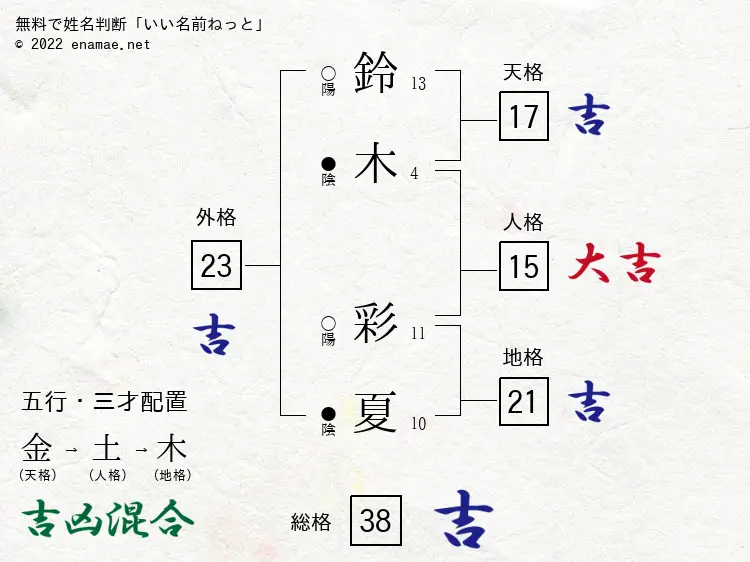 無料で姓名判断「いい名前ねっと」
© 2022 enamae.net
○
陽
鈴
13
天格
17
吉
●
陰
木
4
外格
23
吉
人格
15
大吉
○
陽
彩
11
地格
21
吉
●
陰
夏
10
五行・三才配置
金→土→木
(天格) (人格) (地格)
吉凶混合
総格 38 吉